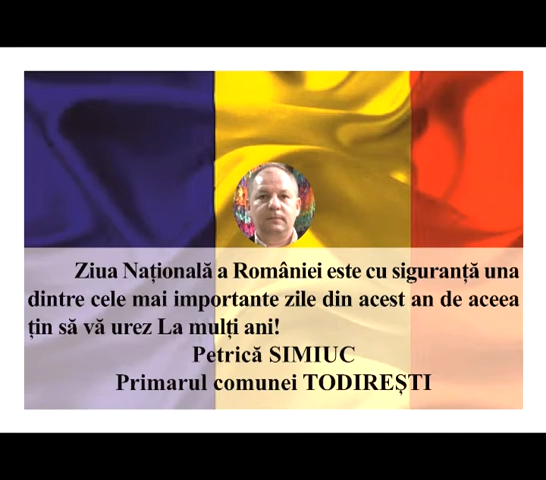 Ziua Națională a României este cu siguranță una
dintre cele mai importante zile din acest an de aceea
țin să vă urez La mulți ani!
Petrică SIMIUC
Primarul comunei TODIREȘTI